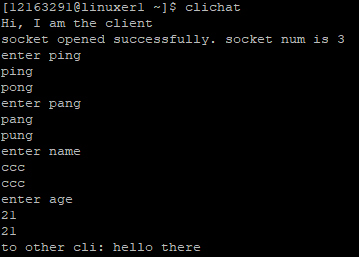 [12163291@linuxer1 ~]$ clichat
Hi, I am the client
socket opened successfully. socket num is 3
enter ping
ping
pong
enter pang
pang
pung
enter name
ccc
ccc
enter age
21
21
to other cli: hello there